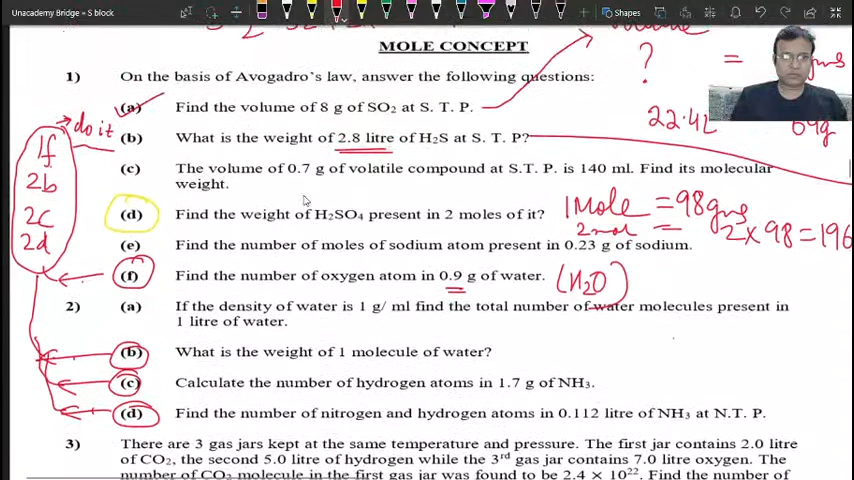 Unacademy Bridge = S block
Shapes
MOLE CONCEPT
?
=
gms
22.4L
64g
1) On the basis of Avogadro's law, answer the following questions:
(a) Find the volume of 8 g of SO₂ at S. T. P.
do it
(b) What is the weight of 2.8 litre of H₂S at S. T. P?
1f
2b
2c
2d
(c) The volume of 0.7 g of volatile compound at S.T.P. is 140 ml. Find its molecular
weight.
(d) Find the weight of H₂SO₄ present in 2 moles of it?
1 Mole = 98 gms
2 mol = 2 × 98 = 196
(e) Find the number of moles of sodium atom present in 0.23 g of sodium.
(f) Find the number of oxygen atom in 0.9 g of water. (H₂O)
2) (a) If the density of water is 1 g/ ml find the total number of water molecules present in
1 litre of water.
(b) What is the weight of 1 molecule of water?
(c) Calculate the number of hydrogen atoms in 1.7 g of NH₃.
(d) Find the number of nitrogen and hydrogen atoms in 0.112 litre of NH₃ at N.T. P.
3) There are 3 gas jars kept at the same temperature and pressure. The first jar contains 2.0 litre
of CO₂, the second 5.0 litre of hydrogen while the 3ʳᵈ gas jar contains 7.0 litre oxygen. The
number of CO₂ molecule in the first gas jar was found to be 2.4 × 10²². Find the number of